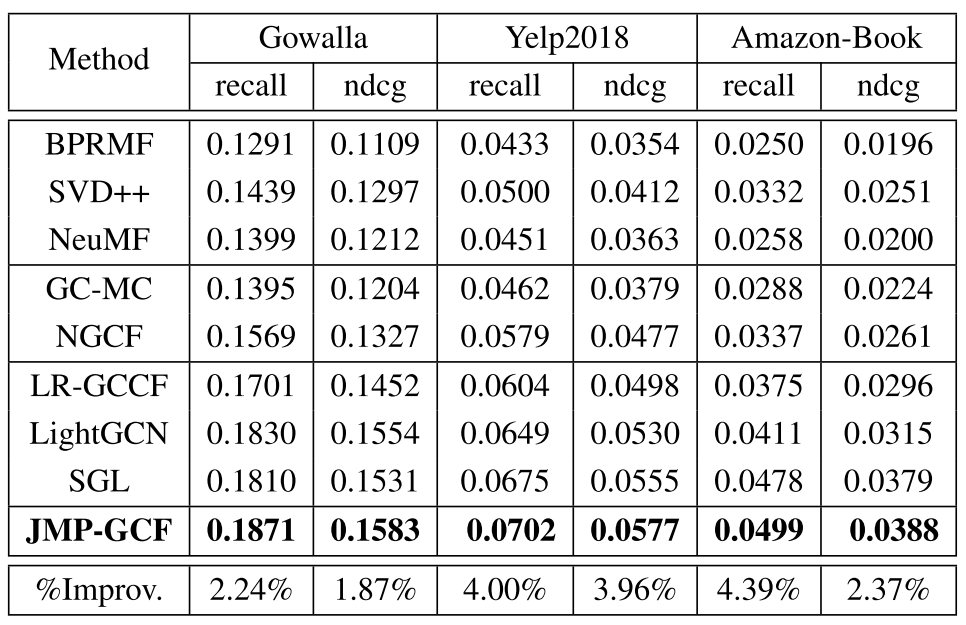 Method Gowalla Yelp2018 Amazon-Book
recall ndcg recall ndcg recall ndcg
BPRMF 0.1291 0.1109 0.0433 0.0354 0.0250 0.0196
SVD++ 0.1439 0.1297 0.0500 0.0412 0.0332 0.0251
NeuMF 0.1399 0.1212 0.0451 0.0363 0.0258 0.0200
GC-MC 0.1395 0.1204 0.0462 0.0379 0.0288 0.0224
NGCF 0.1569 0.1327 0.0579 0.0477 0.0337 0.0261
LR-GCCF 0.1701 0.1452 0.0604 0.0498 0.0375 0.0296
LightGCN 0.1830 0.1554 0.0649 0.0530 0.0411 0.0315
SGL 0.1810 0.1531 0.0675 0.0555 0.0478 0.0379
JMP-GCF 0.1871 0.1583 0.0702 0.0577 0.0499 0.0388
%Improv. 2.24% 1.87% 4.00% 3.96% 4.39% 2.37%